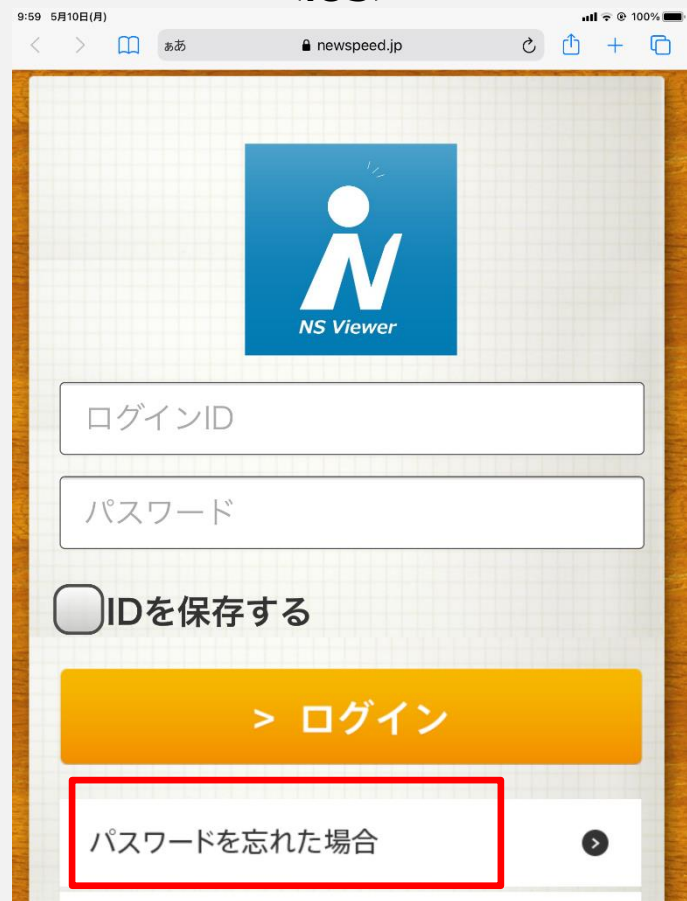 9:59 5月10日(月)
100%
ぁあ
newspeed.jp
NS Viewer
ログインID
パスワード
IDを保存する
> ログイン
パスワードを忘れた場合